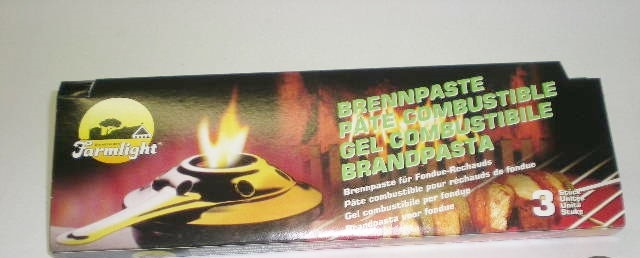 Farmlight
BRENNPASTE
PÂTE COMBUSTIBLE
GEL COMBUSTIBILE
BRANDPASTA
Brennpaste für Fondue-Rechauds
Pâte combustible pour réchauds de fondue
Gel combustibile per fondue
Brandpasta voor fondue
3
Stück
Unités
Unità
Stuks